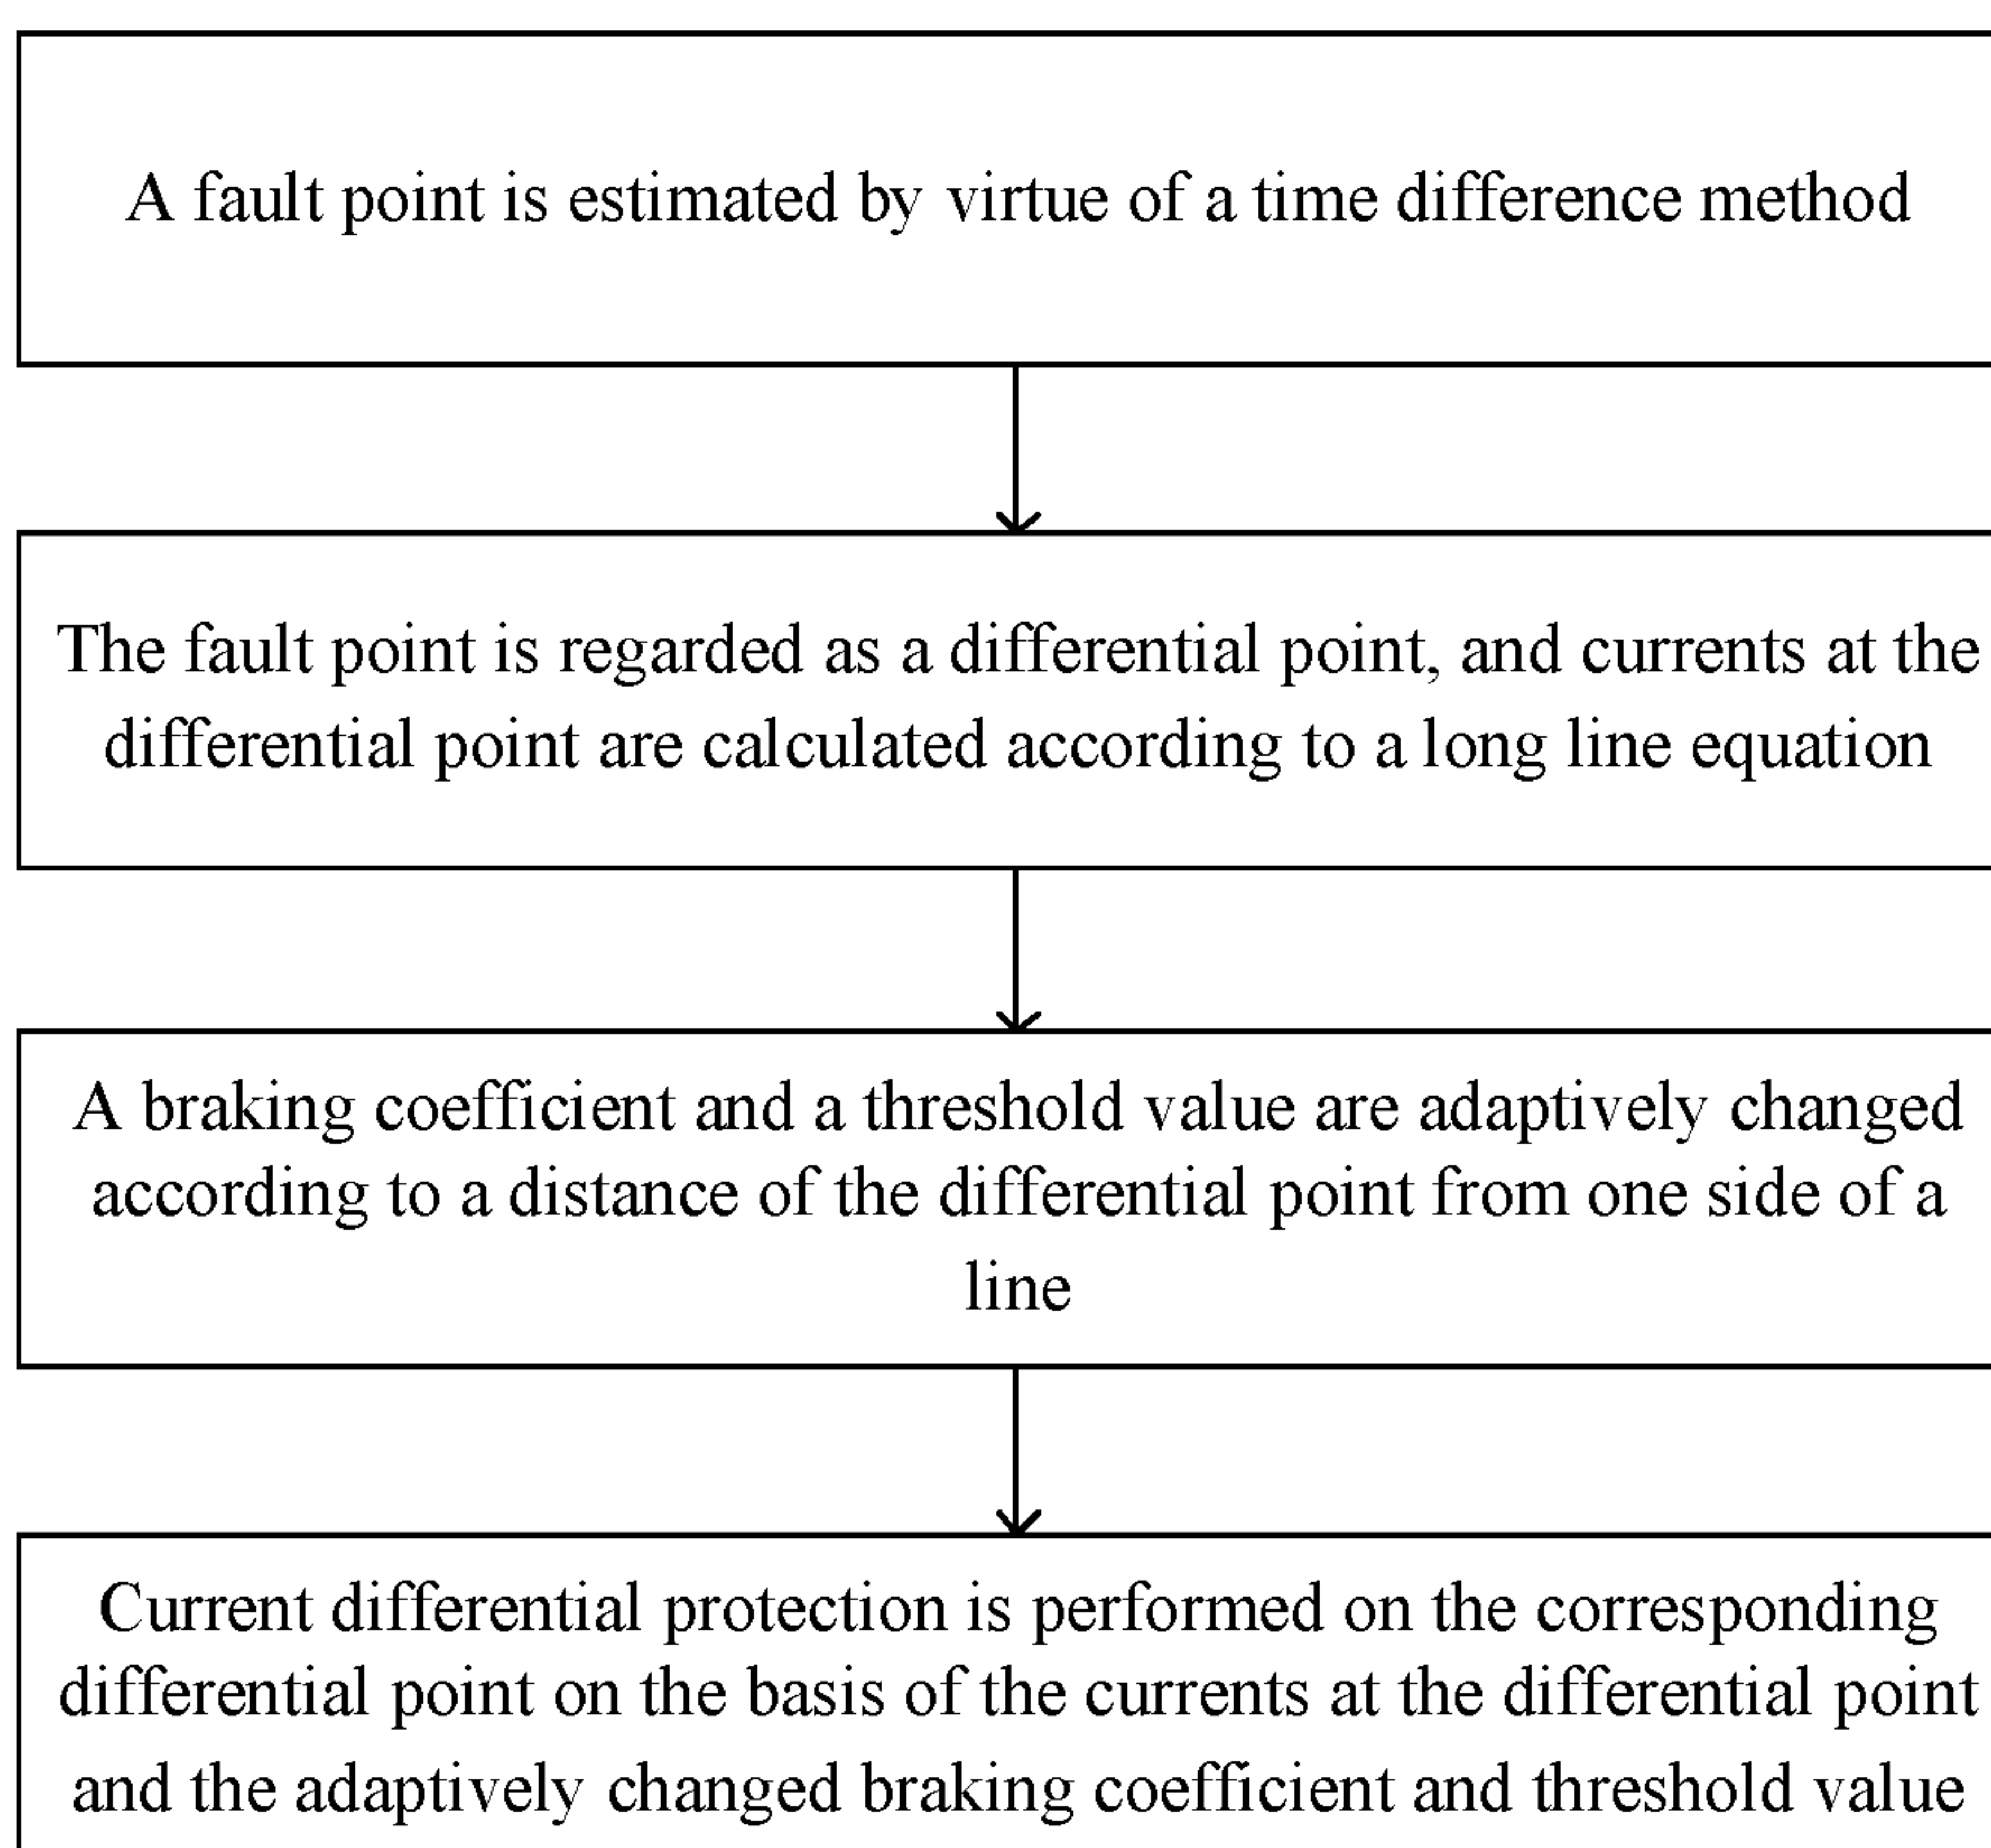 A fault point is estimated by virtue of a time difference method
The fault point is regarded as a differential point, and currents at the
differential point are calculated according to a long line equation
A braking coefficient and a threshold value are adaptively changed
according to a distance of the differential point from one side of a
line
Current differential protection is performed on the corresponding
differential point on the basis of the currents at the differential point
and the adaptively changed braking coefficient and threshold value